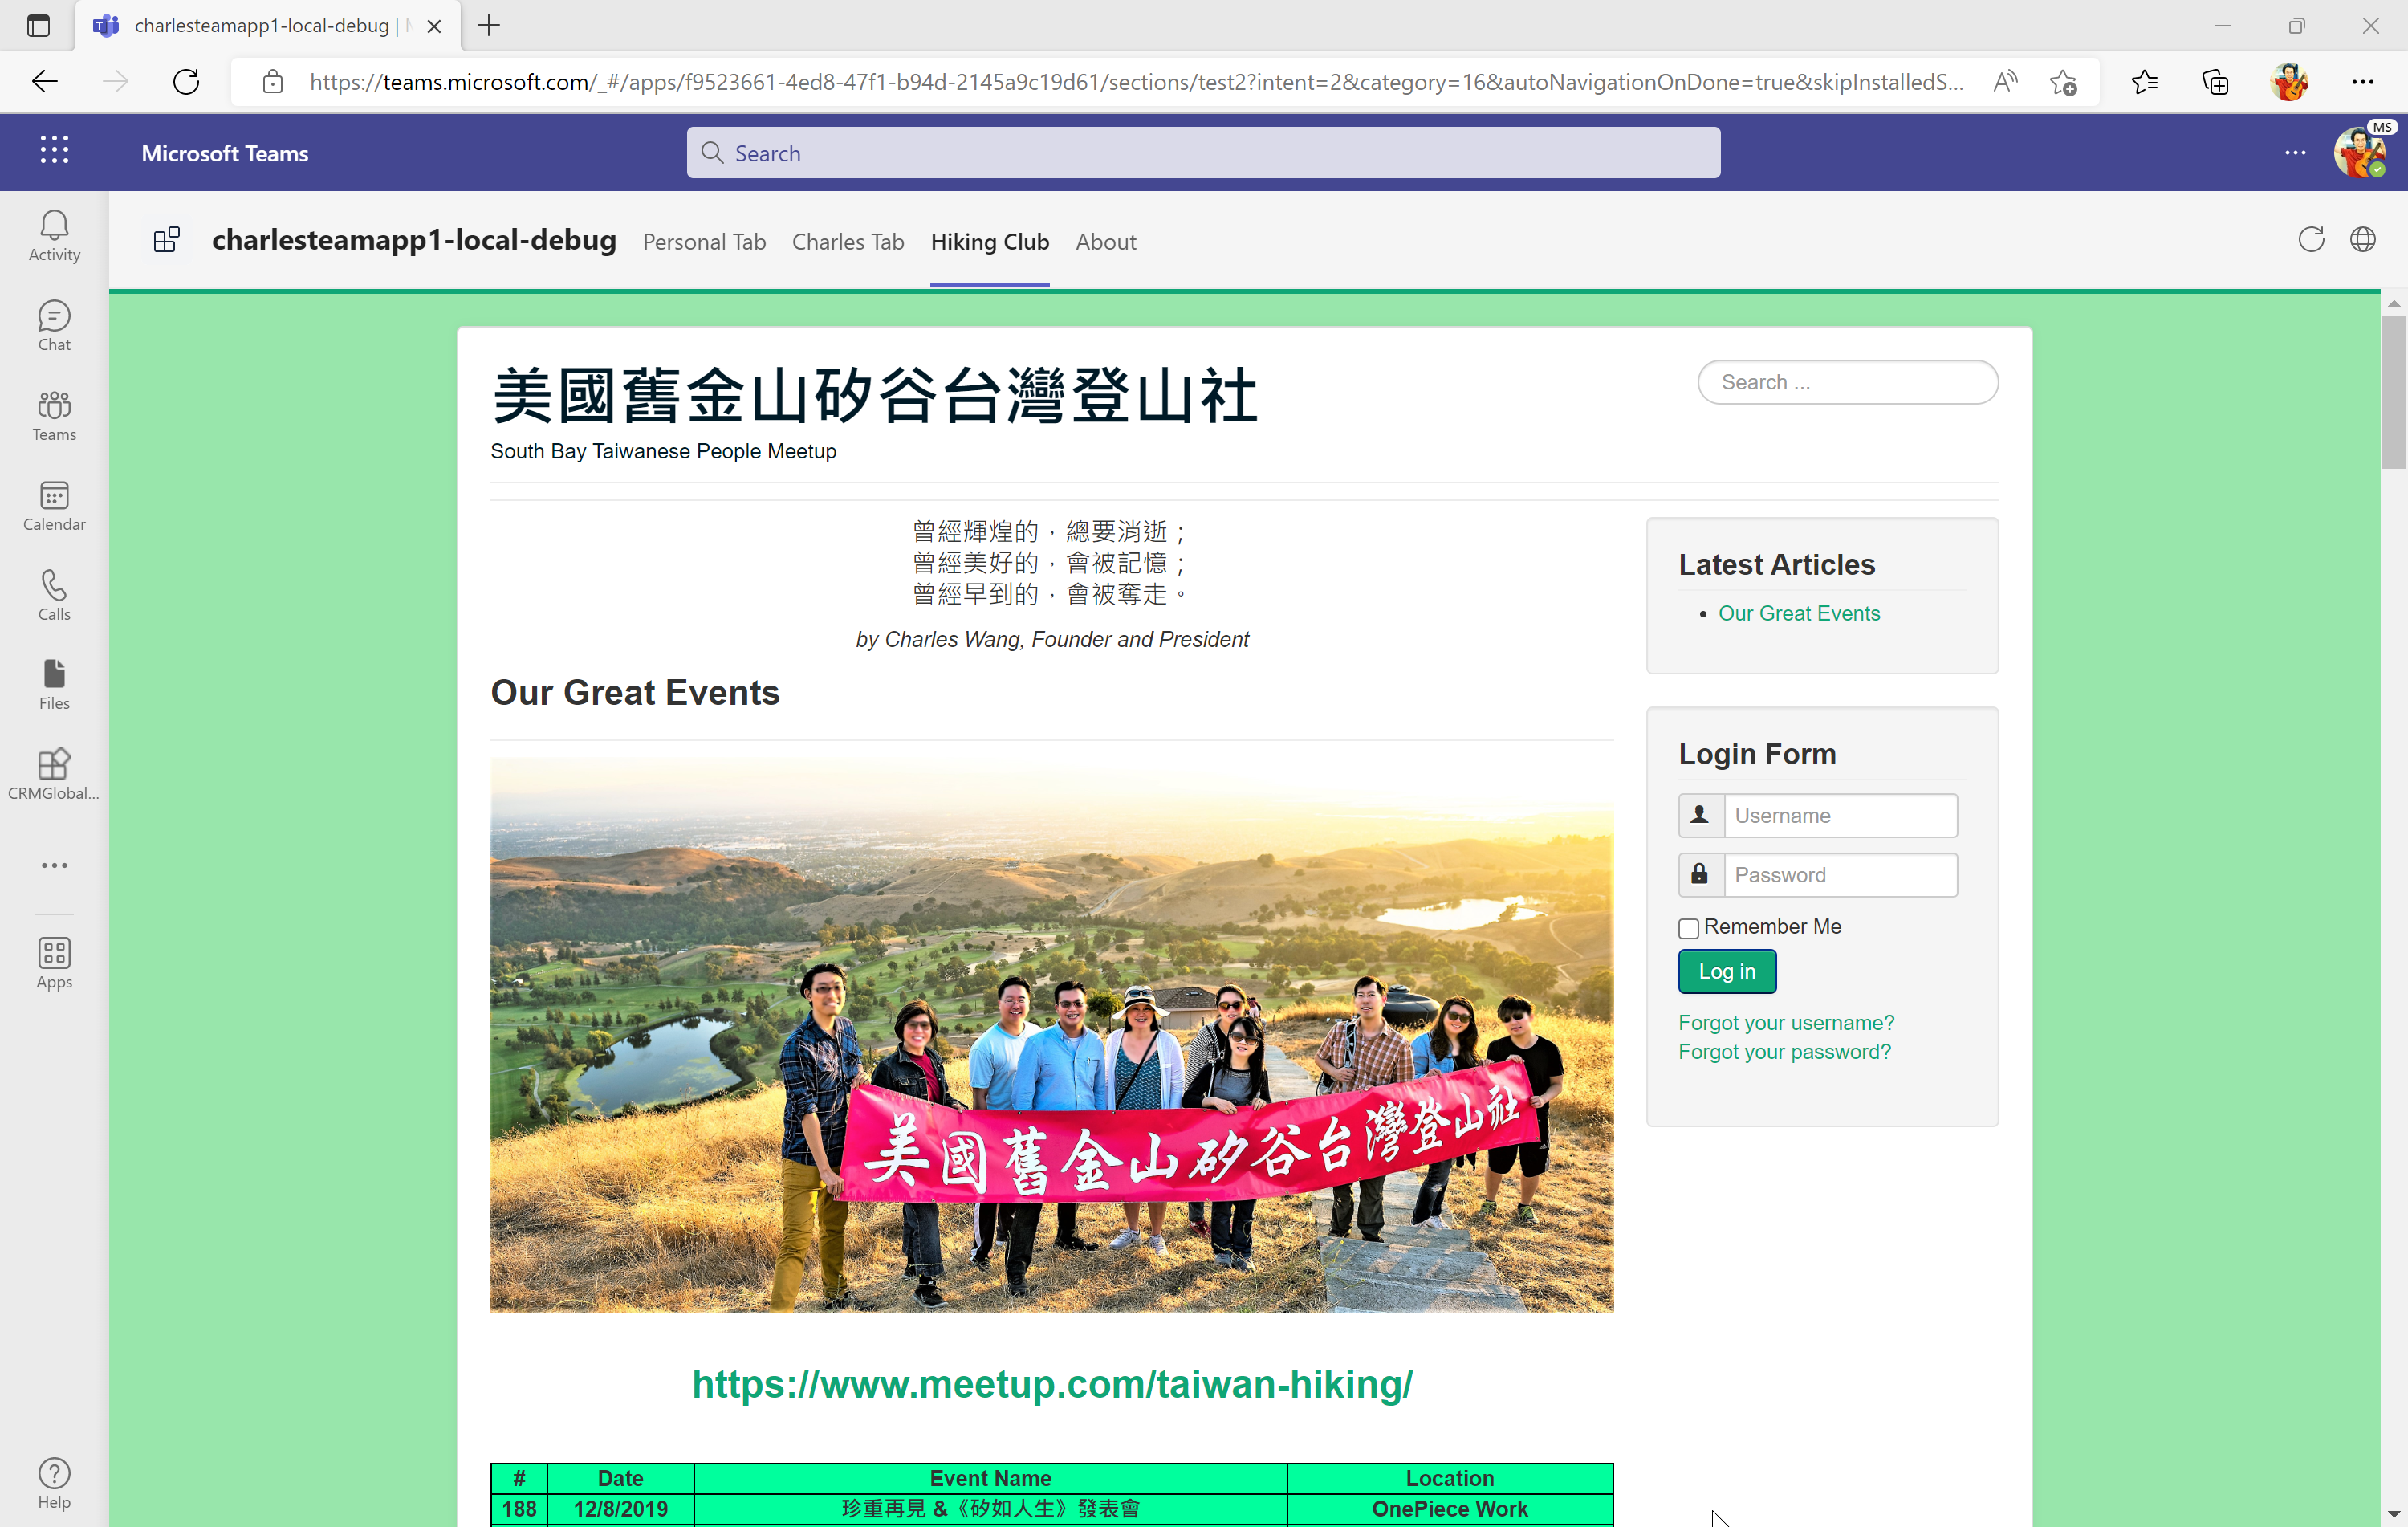 charlesteamapp1-local-debug |
https://teams.microsoft.com/_#/apps/f9523661-4ed8-47f1-b94d-2145a9c19d61/sections/test2?intent=2&category=16&autoNavigationOnDone=true&skipInstalledS...
Microsoft Teams
Search
MS
charlesteamapp1-local-debug
Personal Tab
Charles Tab
Hiking Club
About
Activity
Chat
Teams
Calendar
Calls
Files
CRMGlobal...
Apps
Help
美國舊金山矽谷台灣登山社
South Bay Taiwanese People Meetup
Search ...
曾經輝煌的，總要消逝；
曾經美好的，會被記憶；
曾經早到的，會被奪走。
by Charles Wang, Founder and President
Our Great Events
美國舊金山矽谷台灣登山社
https://www.meetup.com/taiwan-hiking/
# Date Event Name Location
188 12/8/2019 珍重再見 &《矽如人生》發表會 OnePiece Work
Latest Articles
Our Great Events
Login Form
Username
Password
Remember Me
Log in
Forgot your username?
Forgot your password?